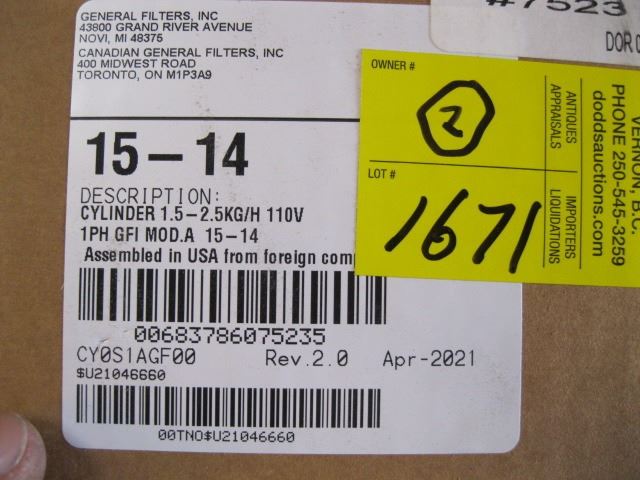 GENERAL FILTERS, INC
43800 GRAND RIVER AVENUE
NOVI, MI 48375
CANADIAN GENERAL FILTERS, INC
400 MIDWEST ROAD
TORONTO, ON M1P3A9
15-14
DESCRIPTION:
CYLINDER 1.5-2.5KG/H 110V
1PH GFI MOD.A 15-14
Assembled in USA from foreign
00683786075235
CY0S1AGF00 Rev.2.0 Apr-2021
$U21046660
00TNO$U21046660
#7523
OWNER #
2
LOT #
1671
ANTIQUES
APPRAISALS
IMPORTERS
LIQUIDATIONS
VERNON, B.C.
PHONE 250-545-3259
doddsauctions.com